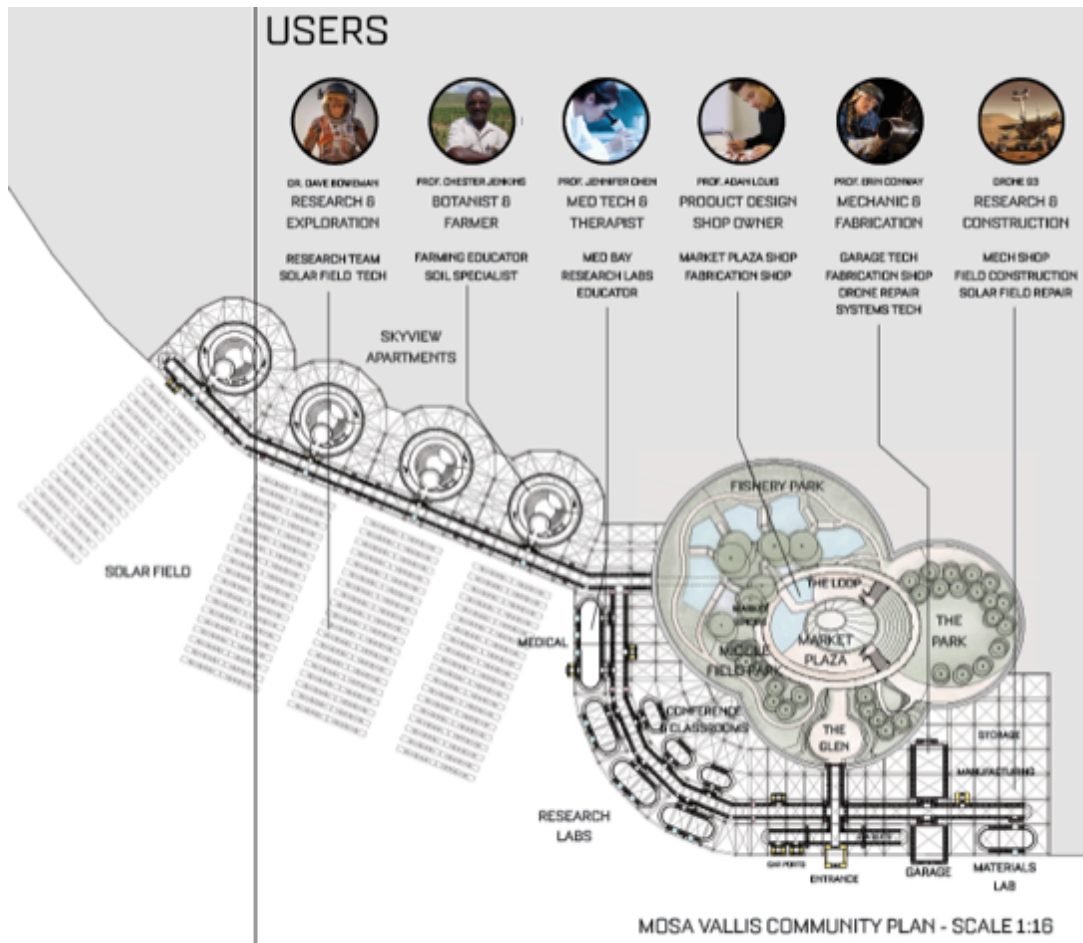 USERS
DR. DAVE BOWEMAN
RESEARCH &
EXPLORATION
RESEARCH TEAM
SOLAR FIELD TECH
PROF. CHESTER JENKINS
BOTANIST &
FARMER
FARMING EDUCATOR
SOIL SPECIALIST
PROF. JENNIFER CHEN
MED TECH &
THERAPIST
MED BAY
RESEARCH LABS
EDUCATOR
PROF. ADAN LOUIS
PRODUCT DESIGN
SHOP OWNER
MARKET PLAZA SHOP
FABRICATION SHOP
PROF. ERIN CONWAY
MECHANIC &
FABRICATION
GARAGE TECH
FABRICATION SHOP
DRONE REPAIR
SYSTEMS TECH
DRONE
RESEARCH &
CONSTRUCTION
MECH SHOP
FIELD CONSTRUCTION
SOLAR FIELD REPAIR
SKYVIEW
APARTMENTS
FISHERY PARK
SOLAR FIELD
THE LOOP
THE
PARK
MEDICAL
MARKET
PLAZA
MIDDLE
FIELD PARK
CONFERENCE
& CLASSROOMS
THE
GLEN
STORAGE
MANUFACTURING
RESEARCH
LABS
ENTRANCE
GARAGE
MATERIALS
LAB
MOSA VALLIS COMMUNITY PLAN - SCALE 1:16